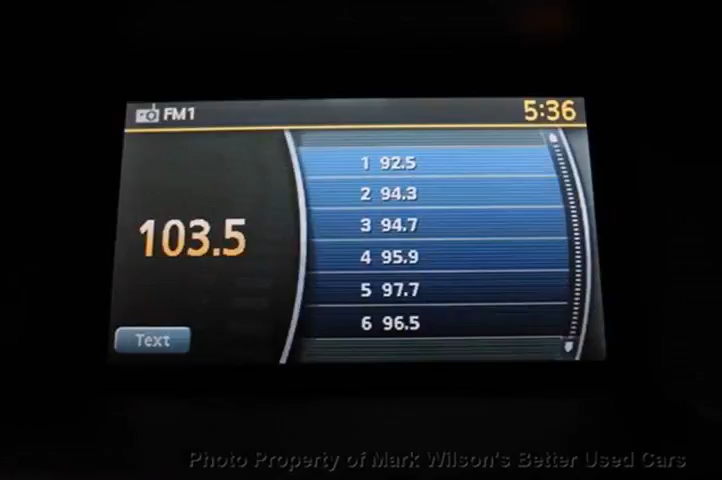 FM1 5:36
1 92.5
2 94.3
3 94.7
103.5
4 95.9
5 97.7
6 96.5
Text
Photo Property of Mark Wilson's Better Used Cars